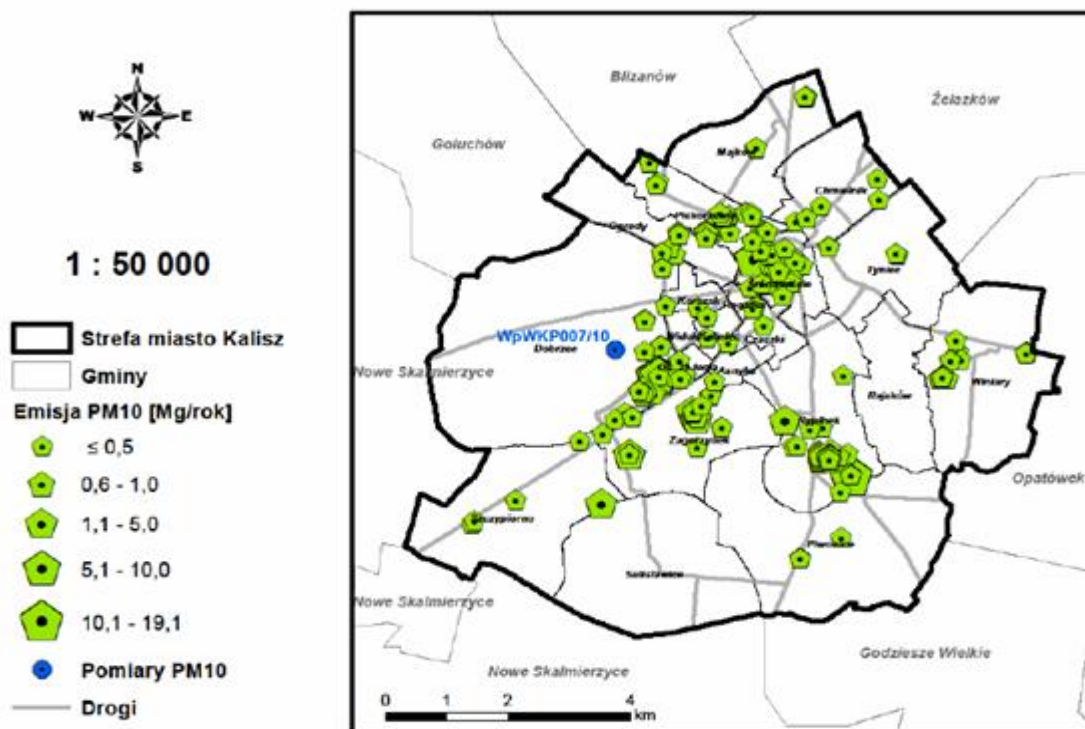 N
W E
S
1 : 50 000
Strefa miasto Kalisz
Gminy
Emisja PM10 [Mg/rok]
≤ 0,5
0,6 - 1,0
1,1 - 5,0
5,1 - 10,0
10,1 - 19,1
Pomiary PM10
Drogi
Blizanów
Żelazków
Gołuchów
Chmielnik
Ogrody
Tyniec
WpWKP007/10
Dobrzec
Czaszki
Nowe Skalmierzyce
Winiary
Rajsków
Zagorzynek
Opatówek
Szczypiorno
Sulisławice
Nowe Skalmierzyce
Godziesze Wielkie
Nowe Skalmierzyce
0 1 2 4
km